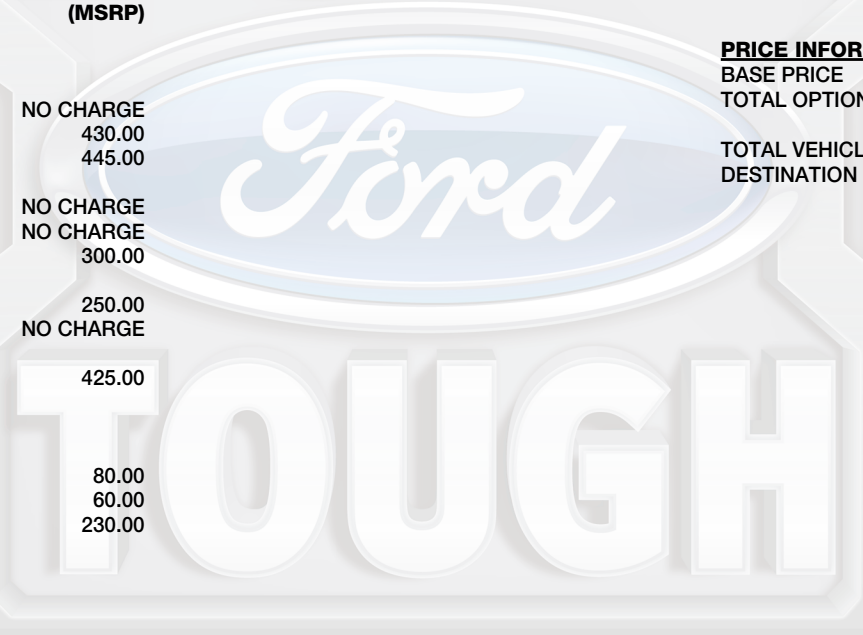 (MSRP)
NO CHARGE
430.00
445.00
NO CHARGE
NO CHARGE
300.00
250.00
NO CHARGE
425.00
80.00
60.00
230.00
PRICE INFOR
BASE PRICE
TOTAL OPTION
TOTAL VEHICL
DESTINATION
Ford
TOUGH